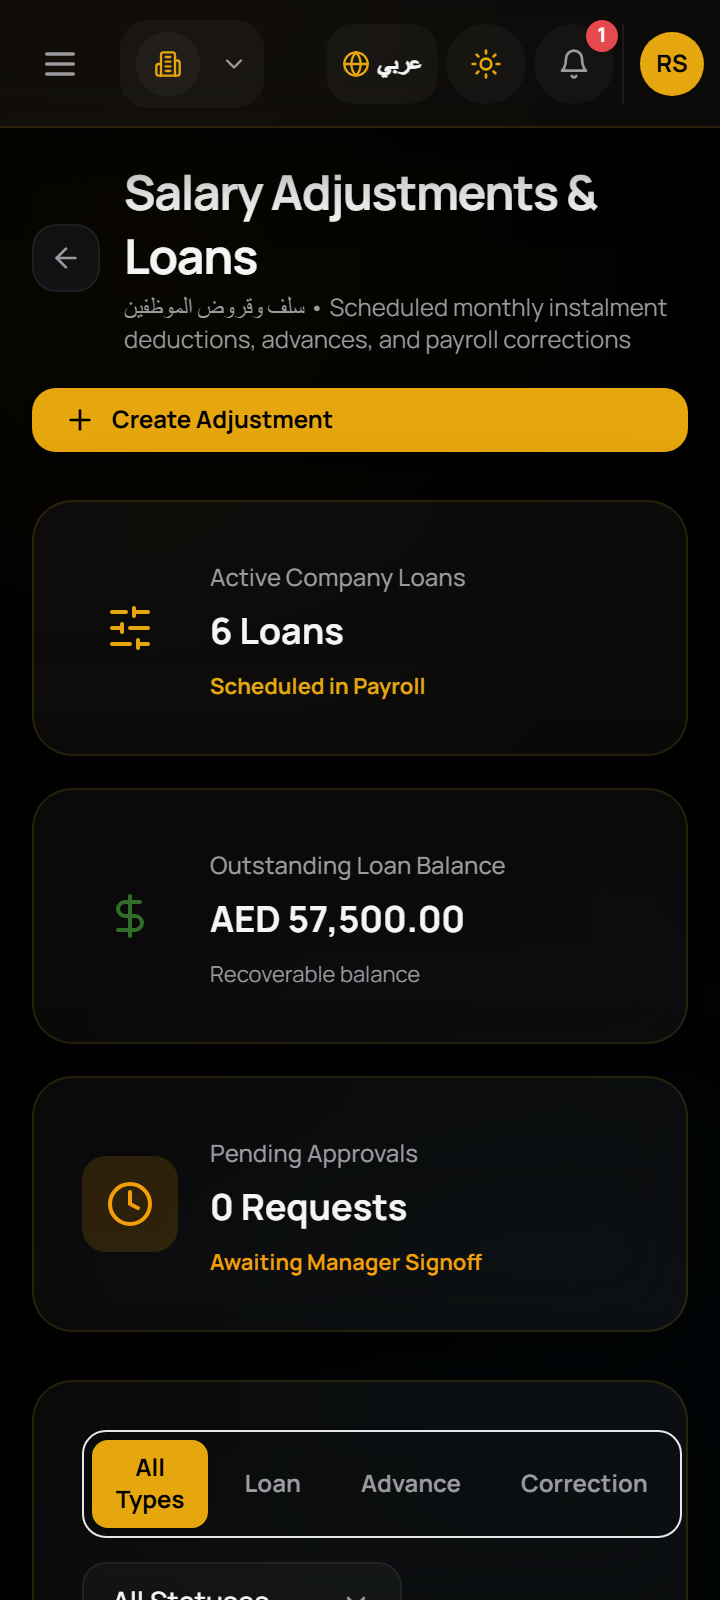 عربي
1
RS
Salary Adjustments &
Loans
سلف وقروض الموظفين • Scheduled monthly instalment
deductions, advances, and payroll corrections
Create Adjustment
Active Company Loans
6 Loans
Scheduled in Payroll
Outstanding Loan Balance
AED 57,500.00
Recoverable balance
Pending Approvals
0 Requests
Awaiting Manager Signoff
All
Types
Loan
Advance
Correction
All Statuses